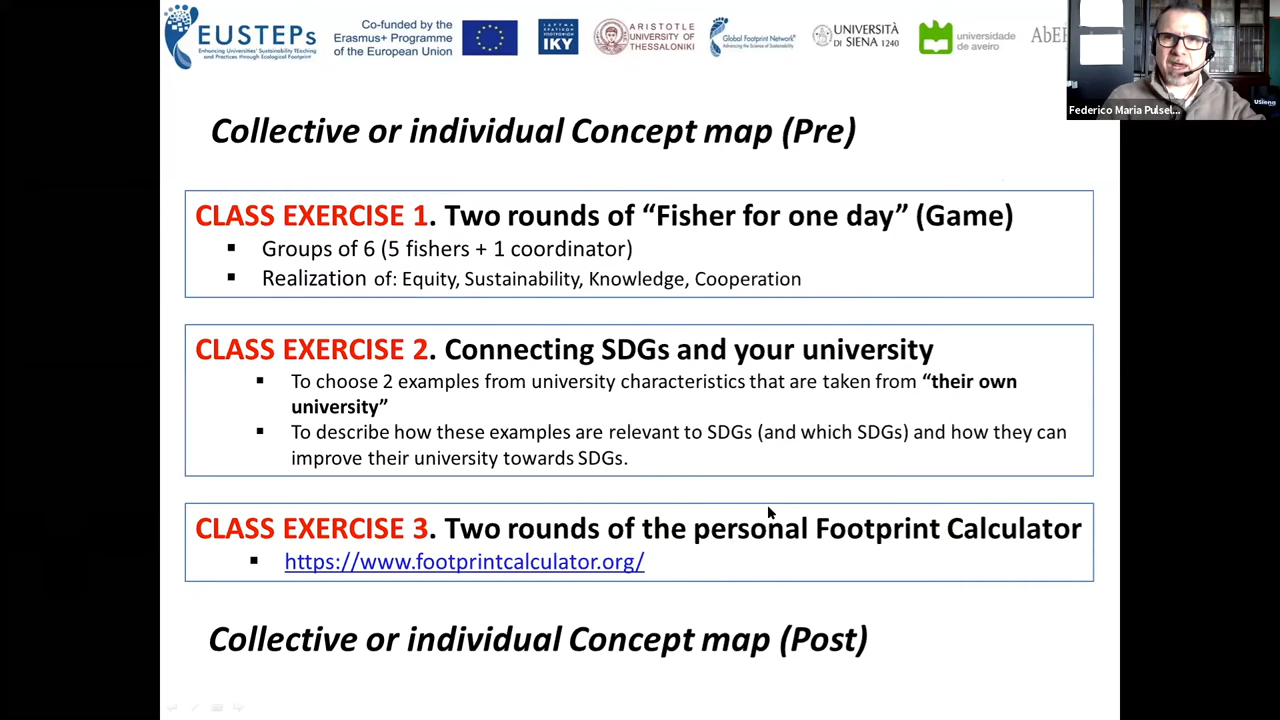 EUSTEPs
Enhancing Universities' Sustainability TEaching
and Practices through Ecological Footprint
Co-funded by the
Erasmus+ Programme
of the European Union
IKY
ARISTOTLE
UNIVERSITY OF
THESSALONIKI
Global Footprint Network
Advancing the Science of Sustainability
UNIVERSITÀ
DI SIENA 1240
universidade
de aveiro
Federico Maria Pulsel...
USiena
Collective or individual Concept map (Pre)
CLASS EXERCISE 1. Two rounds of “Fisher for one day” (Game)
▪ Groups of 6 (5 fishers + 1 coordinator)
▪ Realization of: Equity, Sustainability, Knowledge, Cooperation
CLASS EXERCISE 2. Connecting SDGs and your university
▪ To choose 2 examples from university characteristics that are taken from “their own
university”
▪ To describe how these examples are relevant to SDGs (and which SDGs) and how they can
improve their university towards SDGs.
CLASS EXERCISE 3. Two rounds of the personal Footprint Calculator
▪ https://www.footprintcalculator.org/
Collective or individual Concept map (Post)